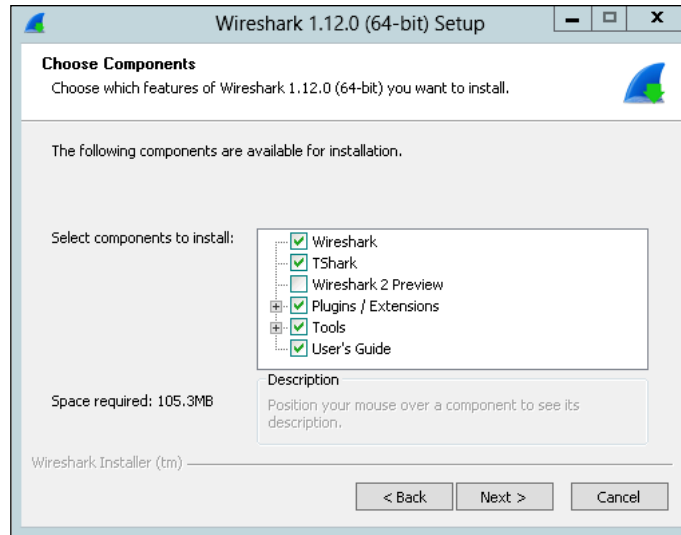 Wireshark 1.12.0 (64-bit) Setup
Choose Components
Choose which features of Wireshark 1.12.0 (64-bit) you want to install.
The following components are available for installation.
Select components to install:
Wireshark
TShark
Wireshark 2 Preview
Plugins / Extensions
Tools
User's Guide
Space required: 105.3MB
Description
Position your mouse over a component to see its
description.
Wireshark Installer (tm)
< Back
Next >
Cancel